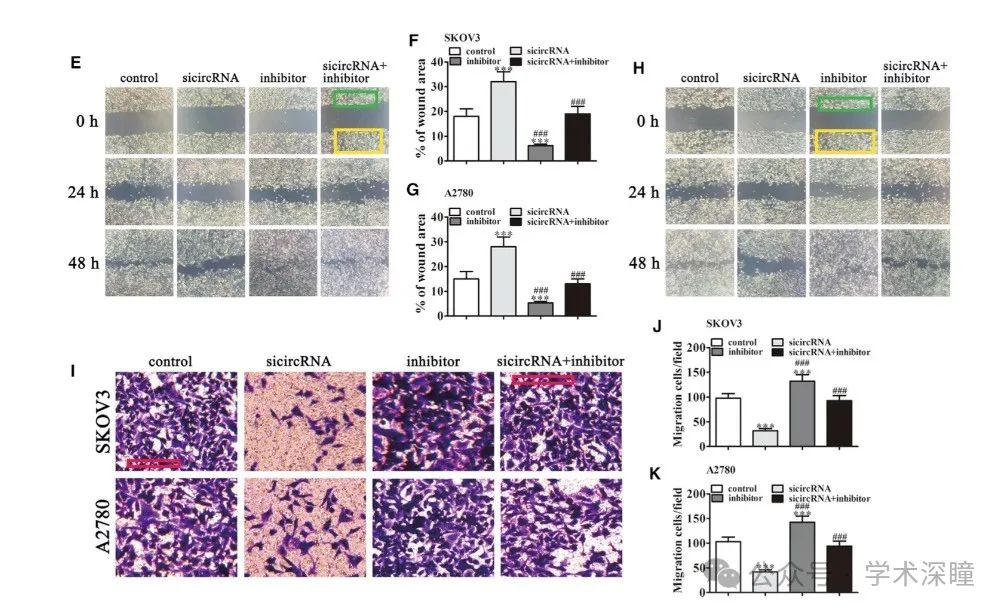 E
control sicircRNA inhibitor sicircRNA+
inhibitor
0 h
24 h
48 h
F
SKOV3
control sicircRNA
inhibitor sicircRNA+inhibitor
% of wound area
40
30
20
10
0
***
###
***
###
G
A2780
control sicircRNA
inhibitor sicircRNA+inhibitor
% of wound area
40
30
20
10
0
***
###
***
###
H
control sicircRNA inhibitor sicircRNA+
inhibitor
0 h
24 h
48 h
I
control sicircRNA inhibitor sicircRNA+inhibitor
SKOV3
A2780
J
SKOV3
control sicircRNA
inhibitor sicircRNA+inhibitor
Migration cells/field
200
150
100
50
0
***
###
***
###
K
A2780
control sicircRNA
inhibitor sicircRNA+inhibitor
Migration cells/field
200
150
100
50
0
***
###
***
###
公众号 · 学术深瞳